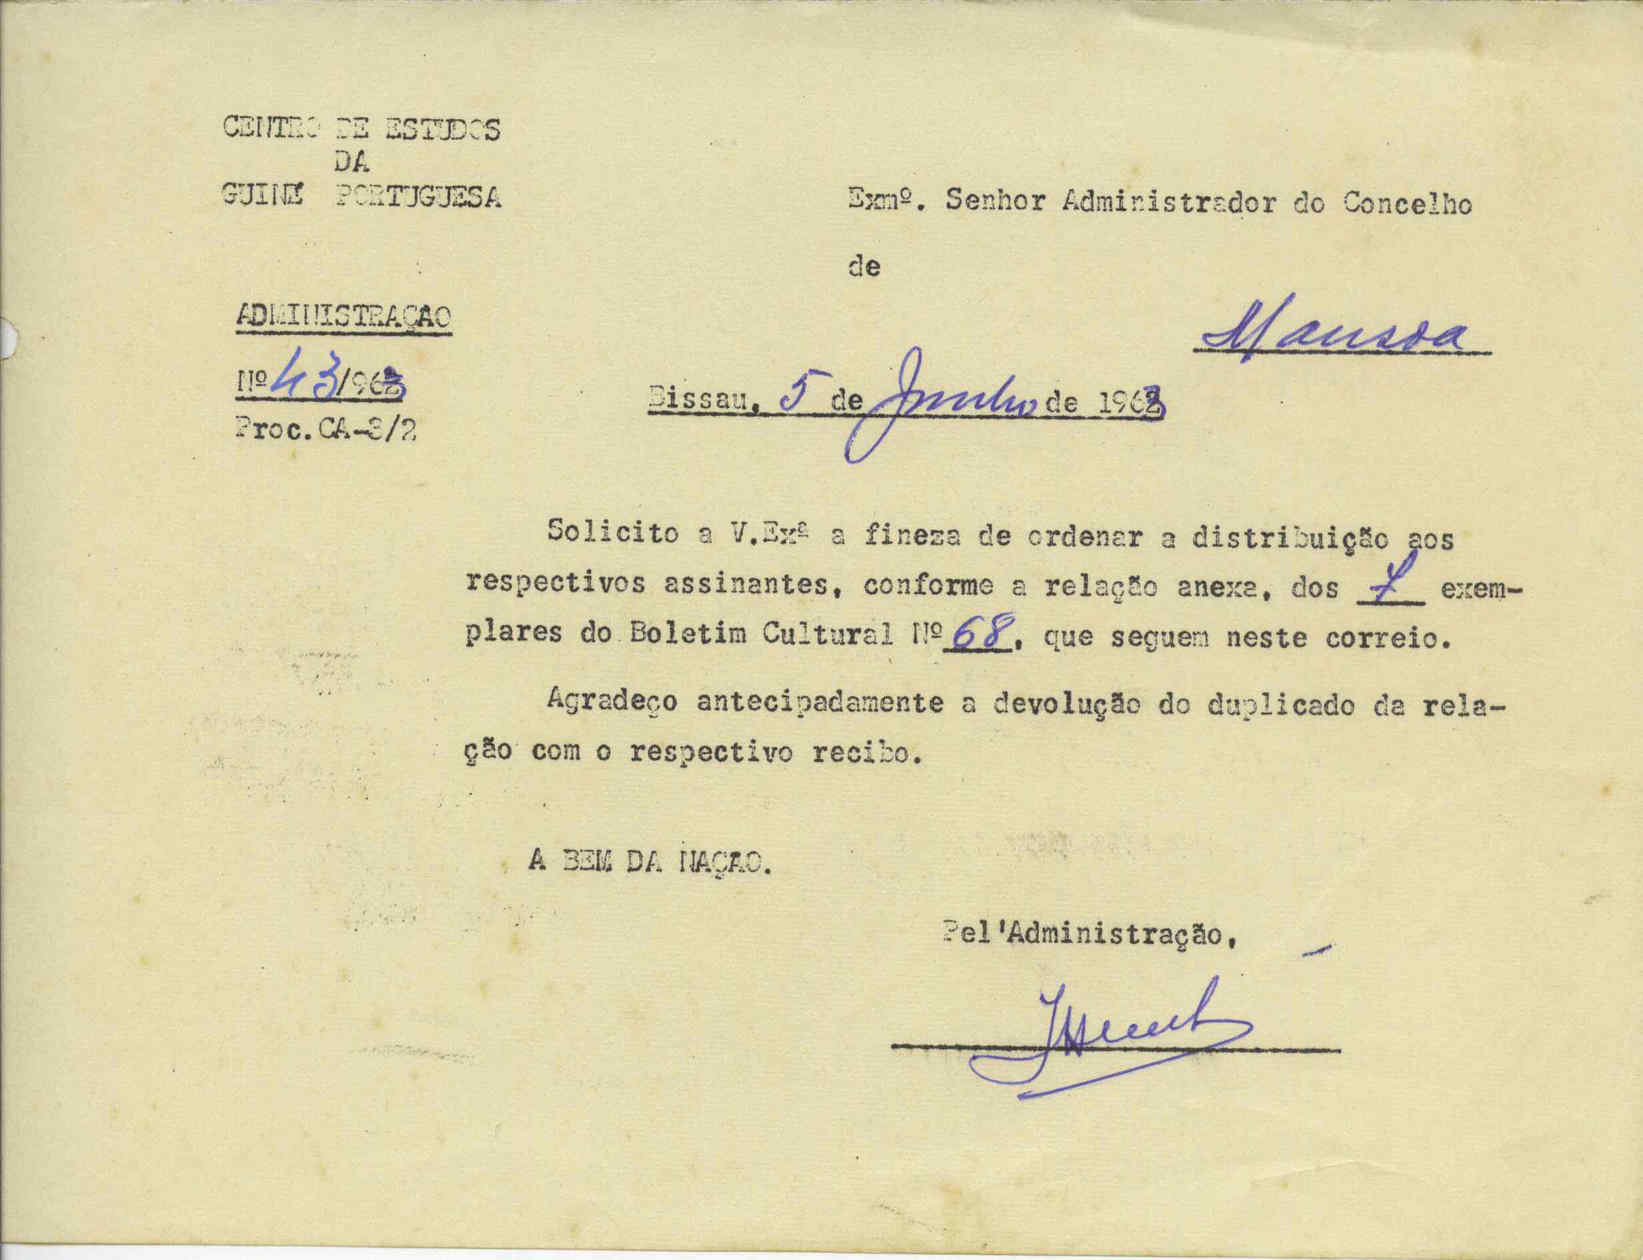 CENTRO DE ESTUDOS
DA
GUINÉ PORTUGUESA
Exmº. Senhor Administrador do Concelho
de
Mansoa
ADMINISTRAÇAO
Nº 43/963
Proc. CA-3/2
Bissau, 5 de Junho de 1963
Solicito a V.Exª a fineza de ordenar a distribuição aos
respectivos assinantes, conforme a relação anexa, dos 7 exem-
plares do Boletim Cultural Nº 68, que seguem neste correio.
Agradeço antecipadamente a devolução do duplicado da rela-
ção com o respectivo recibo.
A BEM DA NAÇAO.
Pel'Administração,